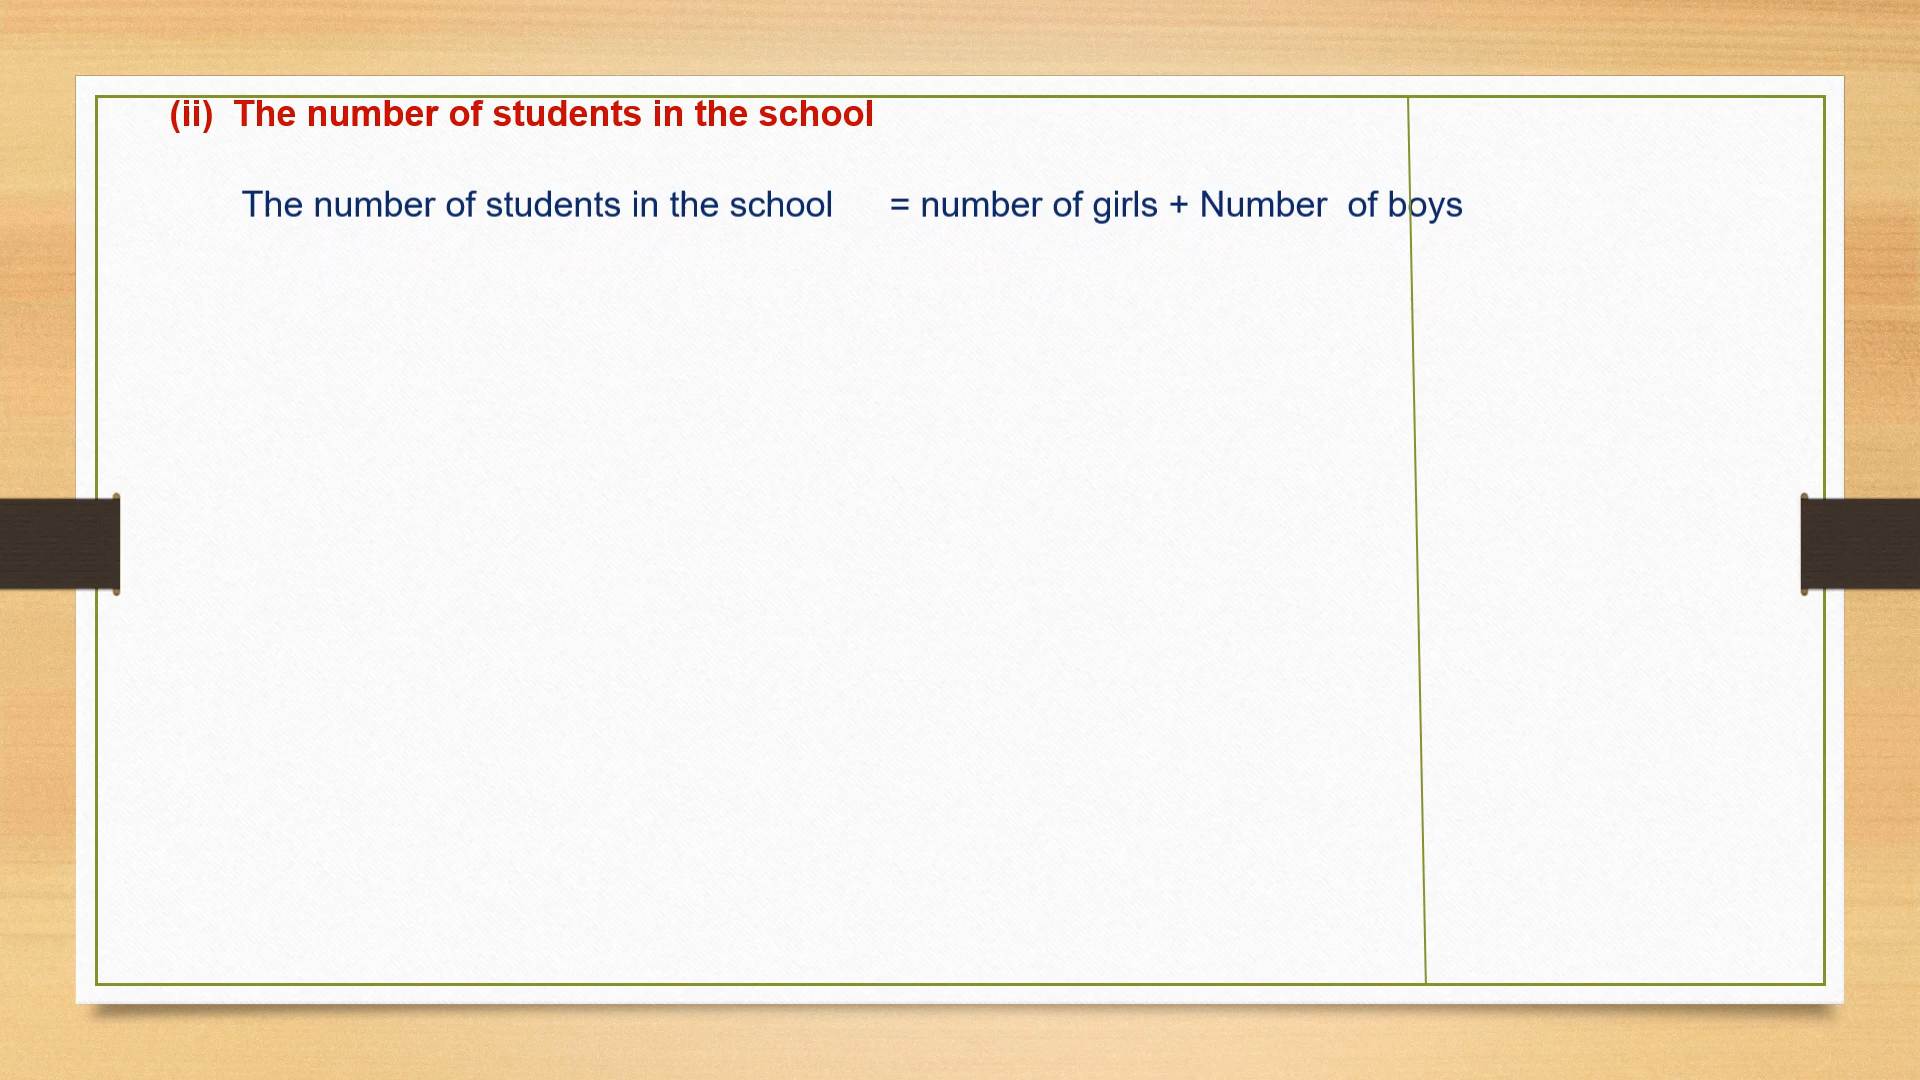 (ii) The number of students in the school
The number of students in the school = number of girls + Number of boys